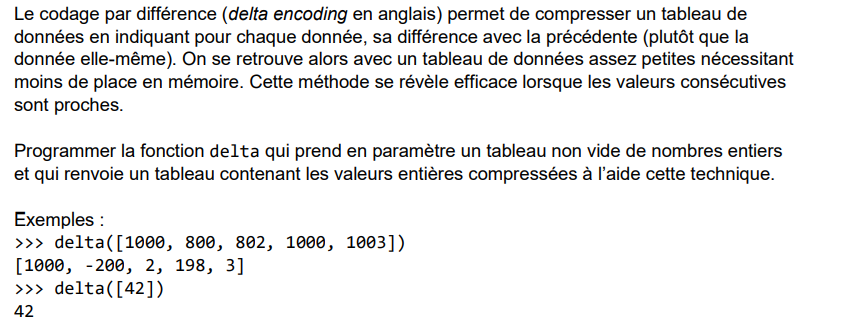 Le codage par différence (delta encoding en anglais) permet de compresser un tableau de
données en indiquant pour chaque donnée, sa différence avec la précédente (plutôt que la
donnée elle-même). On se retrouve alors avec un tableau de données assez petites nécessitant
moins de place en mémoire. Cette méthode se révèle efficace lorsque les valeurs consécutives
sont proches.
Programmer la fonction delta qui prend en paramètre un tableau non vide de nombres entiers
et qui renvoie un tableau contenant les valeurs entières compressées à l’aide cette technique.
Exemples :
>>> delta([1000, 800, 802, 1000, 1003])
[1000, -200, 2, 198, 3]
>>> delta([42])
42